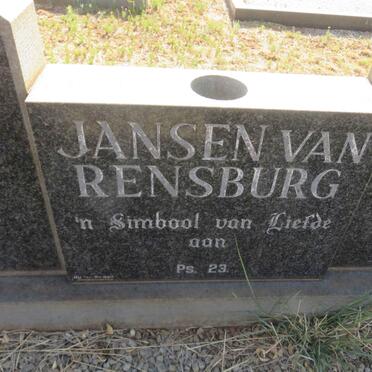 JANSEN VAN
RENSBURG
'n Simbool van Liefde
aan
Ps. 23.